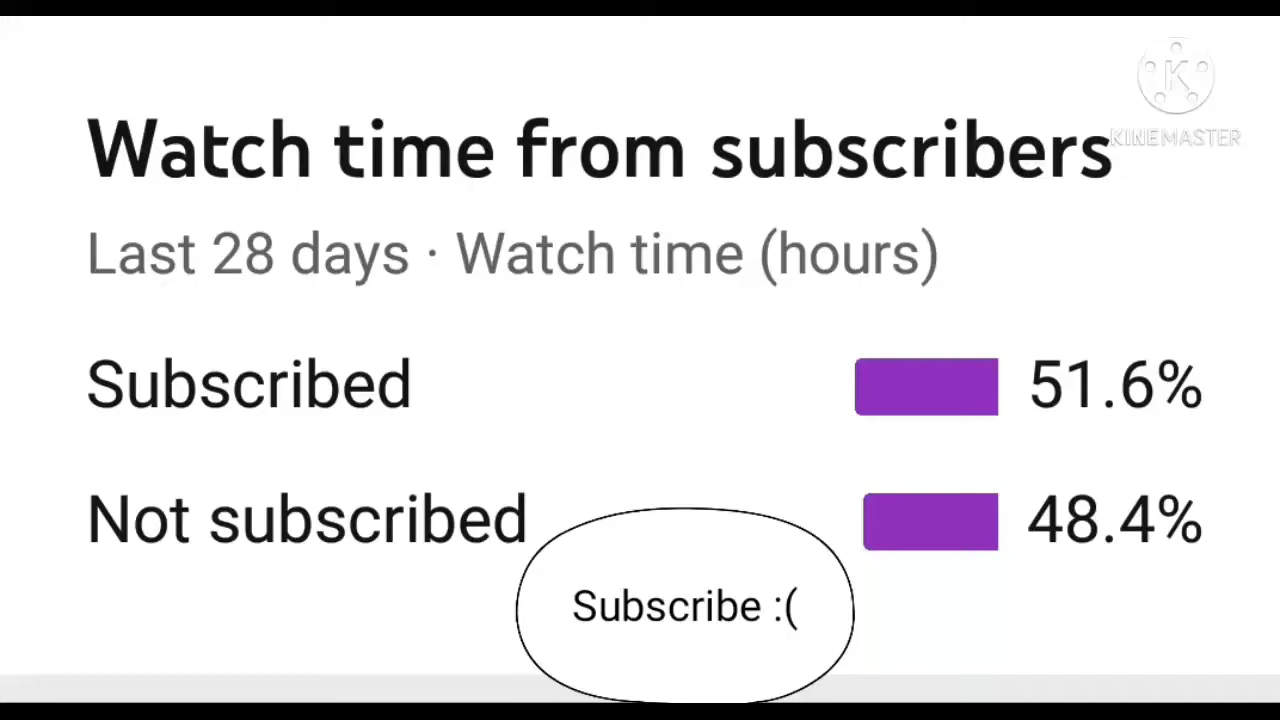 K
KINEMASTER
Watch time from subscribers
Last 28 days · Watch time (hours)
Subscribed 51.6%
Not subscribed 48.4%
Subscribe :(